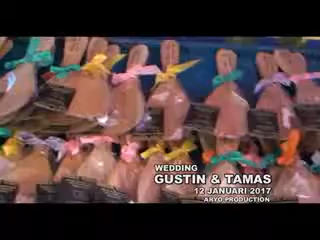 WEDDING
GUSTIN & TAMAS
12 JANUARI 2017
ARYO PRODUCTION